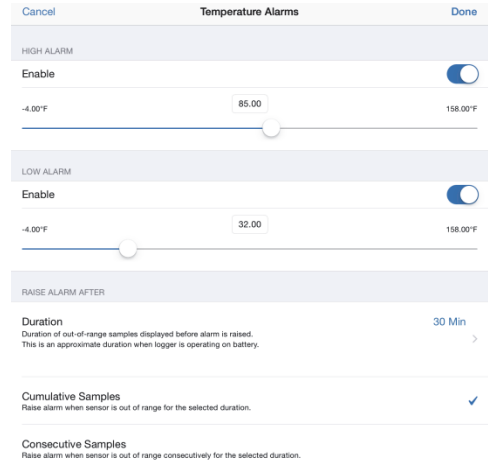 Cancel Temperature Alarms Done
HIGH ALARM
Enable
85.00
-4.00°F 158.00°F
LOW ALARM
Enable
32.00
-4.00°F 158.00°F
RAISE ALARM AFTER
Duration 30 Min
Duration of out-of-range samples displayed before alarm is raised.
This is an approximate duration when logger is operating on battery.
Cumulative Samples
Raise alarm when sensor is out of range for the selected duration.
Consecutive Samples
Raise alarm when sensor is out of range consecutively for the selected duration.